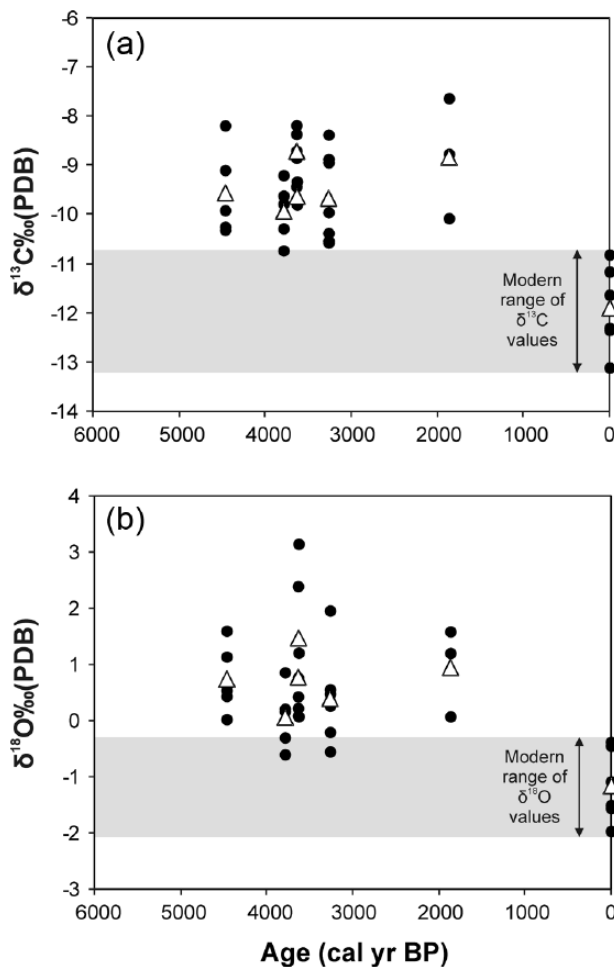 (a)
-6
-7
-8
-9
-10
-11
-12
-13
-14
δ¹³C‰(PDB)
Modern
range of
δ¹³C
values
6000 5000 4000 3000 2000 1000 0
(b)
4
3
2
1
0
-1
-2
-3
δ¹⁸O‰(PDB)
Modern
range of
δ¹⁸O
values
6000 5000 4000 3000 2000 1000 0
Age (cal yr BP)